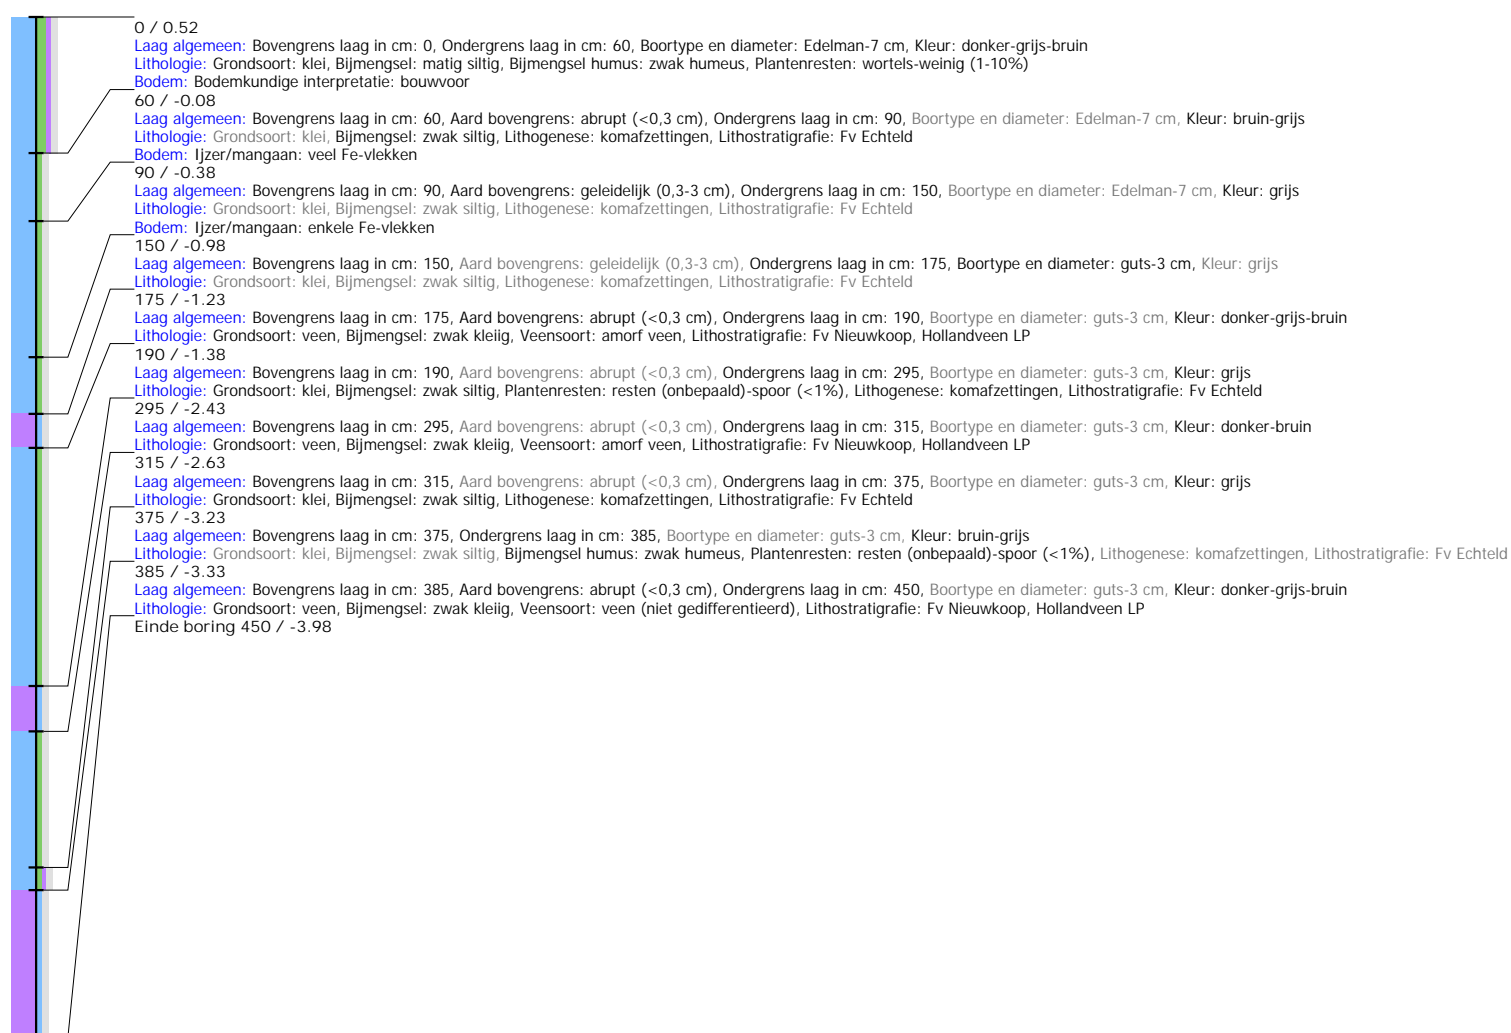 0 / 0.52
Laag algemeen: Bovengrens laag in cm: 0, Ondergrens laag in cm: 60, Boortype en diameter: Edelman-7 cm, Kleur: donker-grijs-bruin
Lithologie: Grondsoort: klei, Bijmengsel: matig siltig, Bijmengsel humus: zwak humeus, Plantenresten: wortels-weinig (1-10%)
Bodem: Bodemkundige interpretatie: bouwvoor
60 / -0.08
Laag algemeen: Bovengrens laag in cm: 60, Aard bovengrens: abrupt (<0,3 cm), Ondergrens laag in cm: 90, Boortype en diameter: Edelman-7 cm, Kleur: bruin-grijs
Lithologie: Grondsoort: klei, Bijmengsel: zwak siltig, Lithogenese: komafzettingen, Lithostratigrafie: Fv Echteld
Bodem: Ijzer/mangaan: veel Fe-vlekken
90 / -0.38
Laag algemeen: Bovengrens laag in cm: 90, Aard bovengrens: geleidelijk (0,3-3 cm), Ondergrens laag in cm: 150, Boortype en diameter: Edelman-7 cm, Kleur: grijs
Lithologie: Grondsoort: klei, Bijmengsel: zwak siltig, Lithogenese: komafzettingen, Lithostratigrafie: Fv Echteld
Bodem: Ijzer/mangaan: enkele Fe-vlekken
150 / -0.98
Laag algemeen: Bovengrens laag in cm: 150, Aard bovengrens: geleidelijk (0,3-3 cm), Ondergrens laag in cm: 175, Boortype en diameter: guts-3 cm, Kleur: grijs
Lithologie: Grondsoort: klei, Bijmengsel: zwak siltig, Lithogenese: komafzettingen, Lithostratigrafie: Fv Echteld
175 / -1.23
Laag algemeen: Bovengrens laag in cm: 175, Aard bovengrens: abrupt (<0,3 cm), Ondergrens laag in cm: 190, Boortype en diameter: guts-3 cm, Kleur: donker-grijs-bruin
Lithologie: Grondsoort: veen, Bijmengsel: zwak kleiig, Veensoort: amorf veen, Lithostratigrafie: Fv Nieuwkoop, Hollandveen LP
190 / -1.38
Laag algemeen: Bovengrens laag in cm: 190, Aard bovengrens: abrupt (<0,3 cm), Ondergrens laag in cm: 295, Boortype en diameter: guts-3 cm, Kleur: grijs
Lithologie: Grondsoort: klei, Bijmengsel: zwak siltig, Plantenresten: resten (onbepaald)-spoor (<1%), Lithogenese: komafzettingen, Lithostratigrafie: Fv Echteld
295 / -2.43
Laag algemeen: Bovengrens laag in cm: 295, Aard bovengrens: abrupt (<0,3 cm), Ondergrens laag in cm: 315, Boortype en diameter: guts-3 cm, Kleur: donker-bruin
Lithologie: Grondsoort: veen, Bijmengsel: zwak kleiig, Veensoort: amorf veen, Lithostratigrafie: Fv Nieuwkoop, Hollandveen LP
315 / -2.63
Laag algemeen: Bovengrens laag in cm: 315, Aard bovengrens: abrupt (<0,3 cm), Ondergrens laag in cm: 375, Boortype en diameter: guts-3 cm, Kleur: grijs
Lithologie: Grondsoort: klei, Bijmengsel: zwak siltig, Lithogenese: komafzettingen, Lithostratigrafie: Fv Echteld
375 / -3.23
Laag algemeen: Bovengrens laag in cm: 375, Ondergrens laag in cm: 385, Boortype en diameter: guts-3 cm, Kleur: bruin-grijs
Lithologie: Grondsoort: klei, Bijmengsel: zwak siltig, Bijmengsel humus: zwak humeus, Plantenresten: resten (onbepaald)-spoor (<1%), Lithogenese: komafzettingen, Lithostratigrafie: Fv Echteld
385 / -3.33
Laag algemeen: Bovengrens laag in cm: 385, Aard bovengrens: abrupt (<0,3 cm), Ondergrens laag in cm: 450, Boortype en diameter: guts-3 cm, Kleur: donker-grijs-bruin
Lithologie: Grondsoort: veen, Bijmengsel: zwak kleiig, Veensoort: veen (niet gedifferentieerd), Lithostratigrafie: Fv Nieuwkoop, Hollandveen LP
Einde boring 450 / -3.98